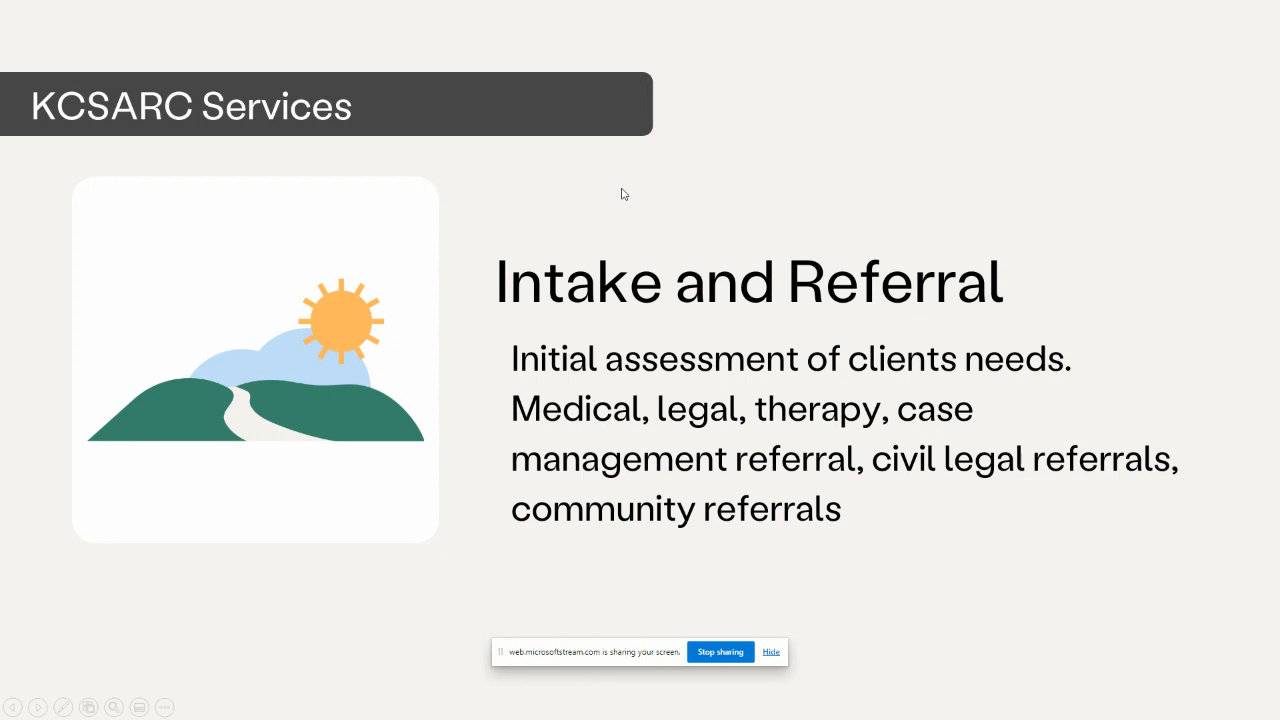 KCSARC Services
Intake and Referral
Initial assessment of clients needs.
Medical, legal, therapy, case
management referral, civil legal referrals,
community referrals
web.microsoftstream.com is sharing your screen.
Stop sharing
Hide